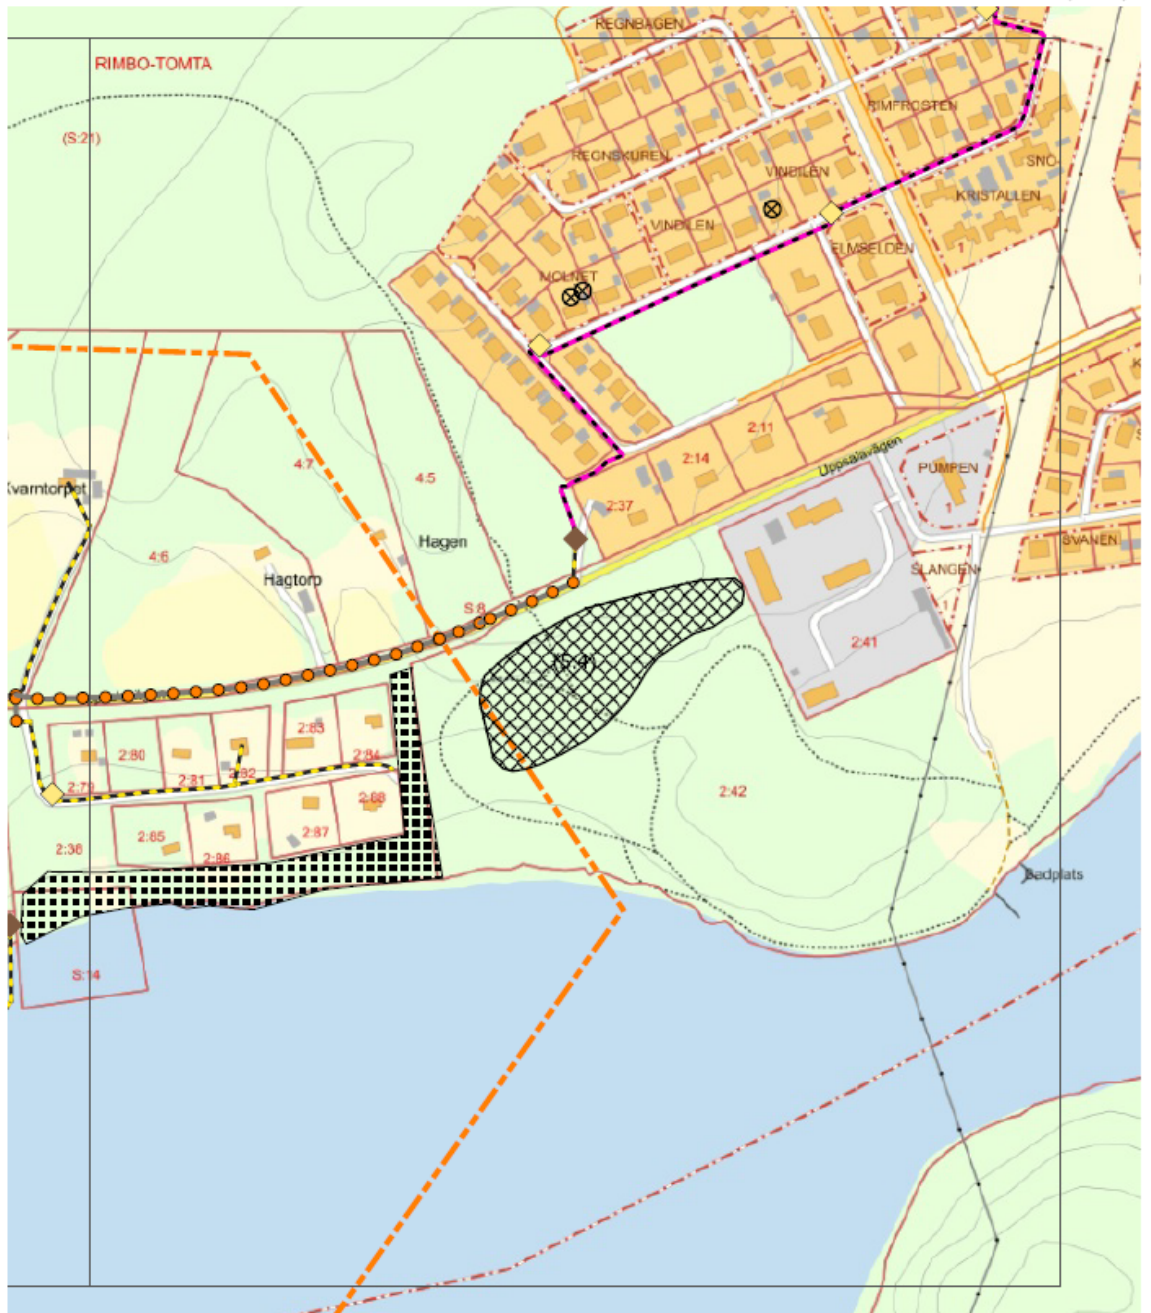 REGNBÅGEN
RIMBO-TOMTA
RIMFROSTEN
(S:21)
REGNSKUREN
SNÖ-
VINDILEN
KRISTALLEN
VINDILEN
ELMSELDEN
1
MOLNET
2:11
Uppsalavägen
2:14
4:7
PUMPEN
4:5
Kvarntorpet
2:37
1
Hagen
SVANEN
4:6
SLANGEN
Hagtorp
S:8
1
2:41
2:83
2:80
2:84
2:81
2:82
2:79
2:42
2:88
2:85
2:87
2:38
2:86
Badplats
S:14